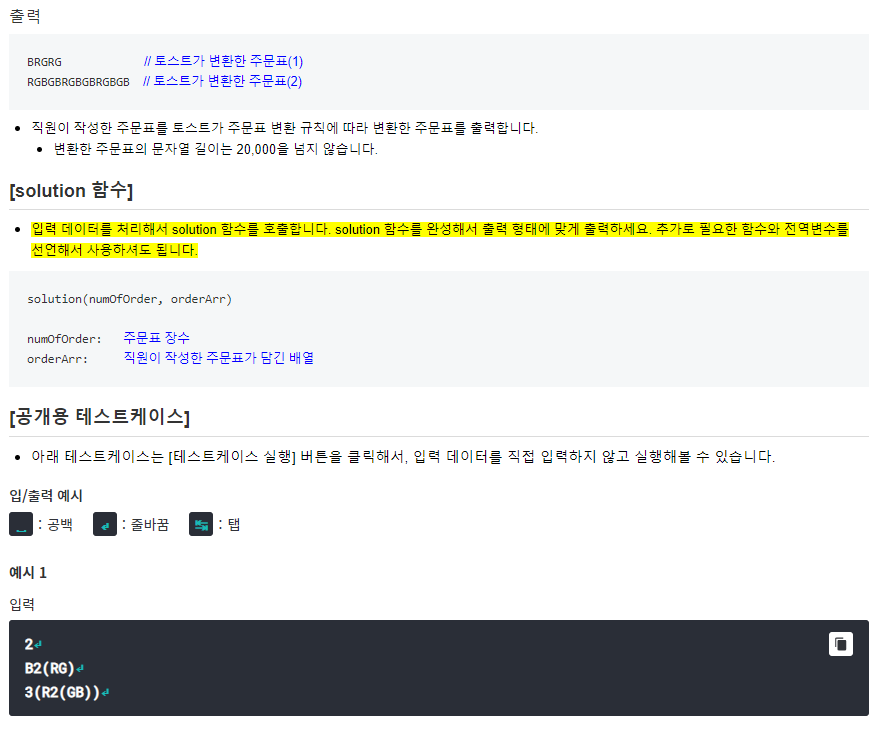 출력
BRGRG // 토스트가 변환한 주문표(1)
RGBGBRGBGBRGBGB // 토스트가 변환한 주문표(2)
직원이 작성한 주문표를 토스트가 주문표 변환 규칙에 따라 변환한 주문표를 출력합니다.
변환한 주문표의 문자열 길이는 20,000을 넘지 않습니다.
[solution 함수]
입력 데이터를 처리해서 solution 함수를 호출합니다. solution 함수를 완성해서 출력 형태에 맞게 출력하세요. 추가로 필요한 함수와 전역변수를
선언해서 사용하셔도 됩니다.
solution(numOfOrder, orderArr)
numOfOrder: 주문표 장수
orderArr: 직원이 작성한 주문표가 담긴 배열
[공개용 테스트케이스]
아래 테스트케이스는 [테스트케이스 실행] 버튼을 클릭해서, 입력 데이터를 직접 입력하지 않고 실행해볼 수 있습니다.
입/출력 예시
: 공백 : 줄바꿈 : 탭
예시 1
입력
2
B2(RG)
3(R2(GB))